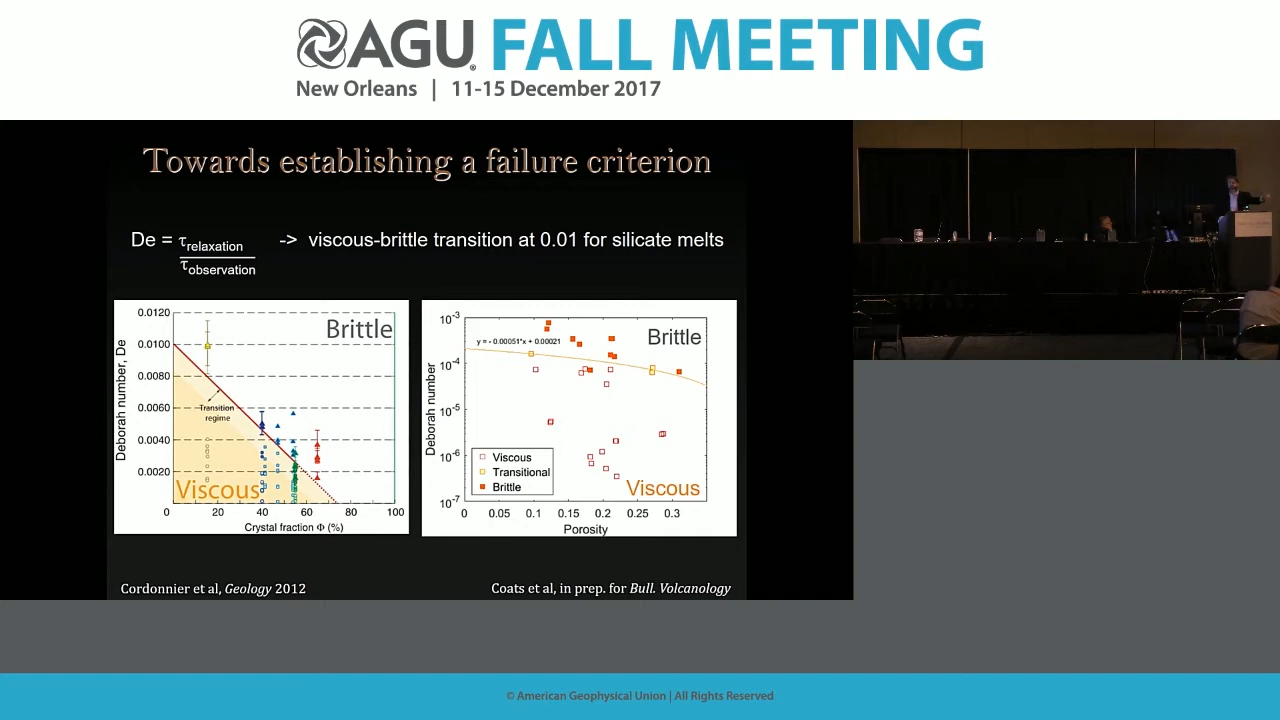 AGU FALL MEETING
New Orleans | 11-15 December 2017
Towards establishing a failure criterion
De = τrelaxation -> viscous-brittle transition at 0.01 for silicate melts
τobservation
0.0120
0.0100
0.0080
0.0060
0.0040
0.0020
Deborah number, De
Brittle
Transition
regime
Viscous
0 20 40 60 80 100
Crystal fraction Φ (%)
10-3
10-4
10-5
10-6
10-7
Deborah number
y = - 0.00051*x + 0.00021
Brittle
Viscous
Transitional
Brittle
Viscous
0 0.05 0.1 0.15 0.2 0.25 0.3
Porosity
Cordonnier et al, Geology 2012
Coats et al, in prep. for Bull. Volcanology
© American Geophysical Union | All Rights Reserved